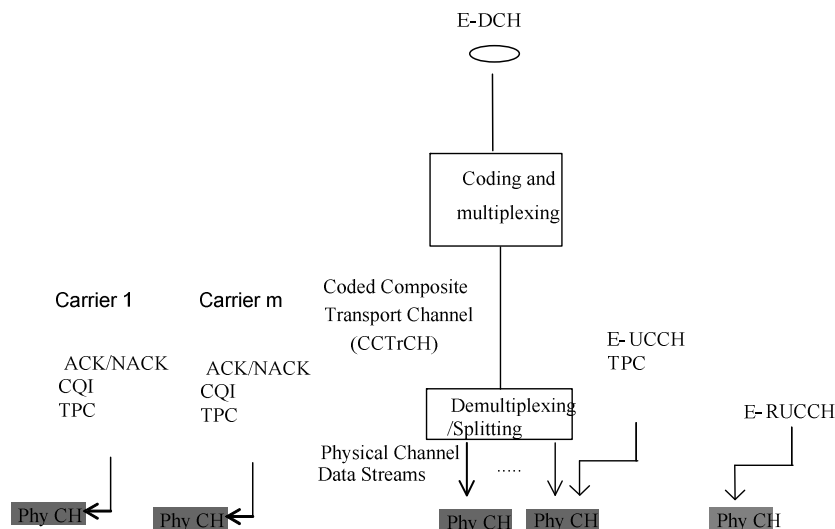 E-DCH
Coding and
multiplexing
Carrier 1
Carrier m
Coded Composite
Transport Channel
(CCTrCH)
ACK/NACK
CQI
TPC
ACK/NACK
CQI
TPC
E-UCCH
TPC
Demultiplexing
/Splitting
E-RUCCH
Physical Channel
Data Streams
.....
Phy CH
Phy CH
Phy CH
Phy CH
Phy CH